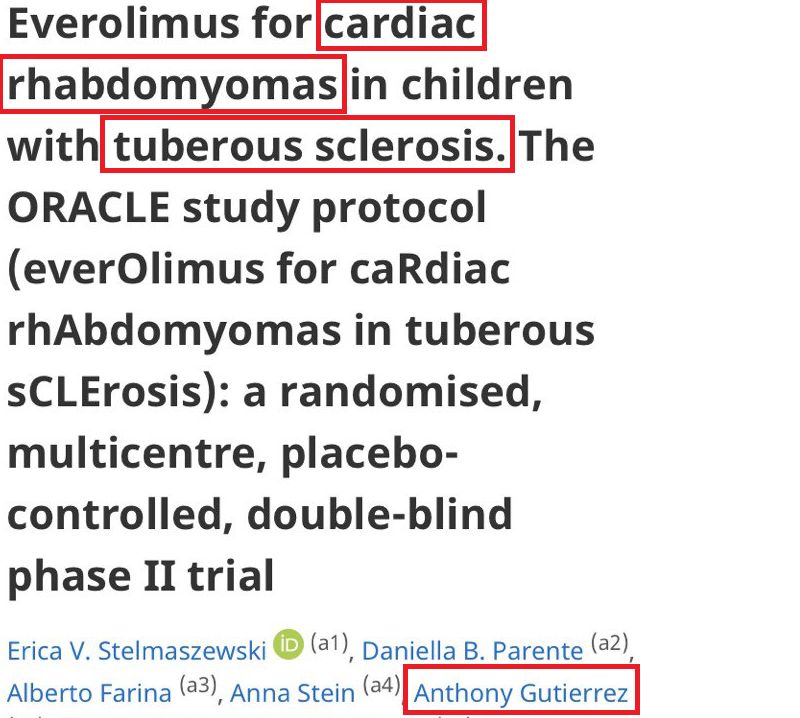 Everolimus for cardiac
rhabdomyomas in children
with tuberous sclerosis. The
ORACLE study protocol
(everOlimus for caRdiac
rhAbdomyomas in tuberous
sCLErosis): a randomised,
multicentre, placebo-
controlled, double-blind
phase II trial
Erica V. Stelmaszewski iD (a1), Daniella B. Parente (a2),
Alberto Farina (a3), Anna Stein (a4) Anthony Gutierrez